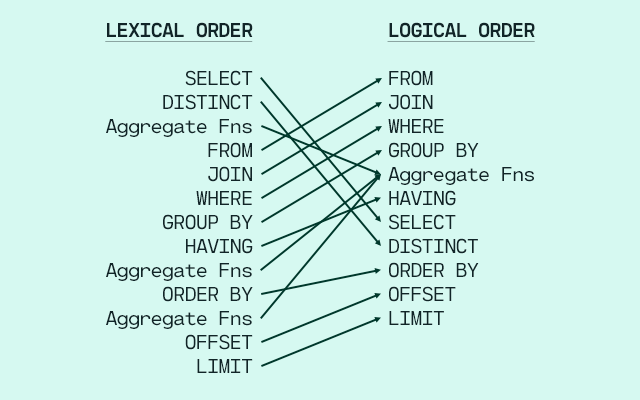 LEXICAL ORDER
SELECT
DISTINCT
Aggregate Fns
FROM
JOIN
WHERE
GROUP BY
HAVING
Aggregate Fns
ORDER BY
Aggregate Fns
OFFSET
LIMIT
LOGICAL ORDER
FROM
JOIN
WHERE
GROUP BY
Aggregate Fns
HAVING
SELECT
DISTINCT
ORDER BY
OFFSET
LIMIT